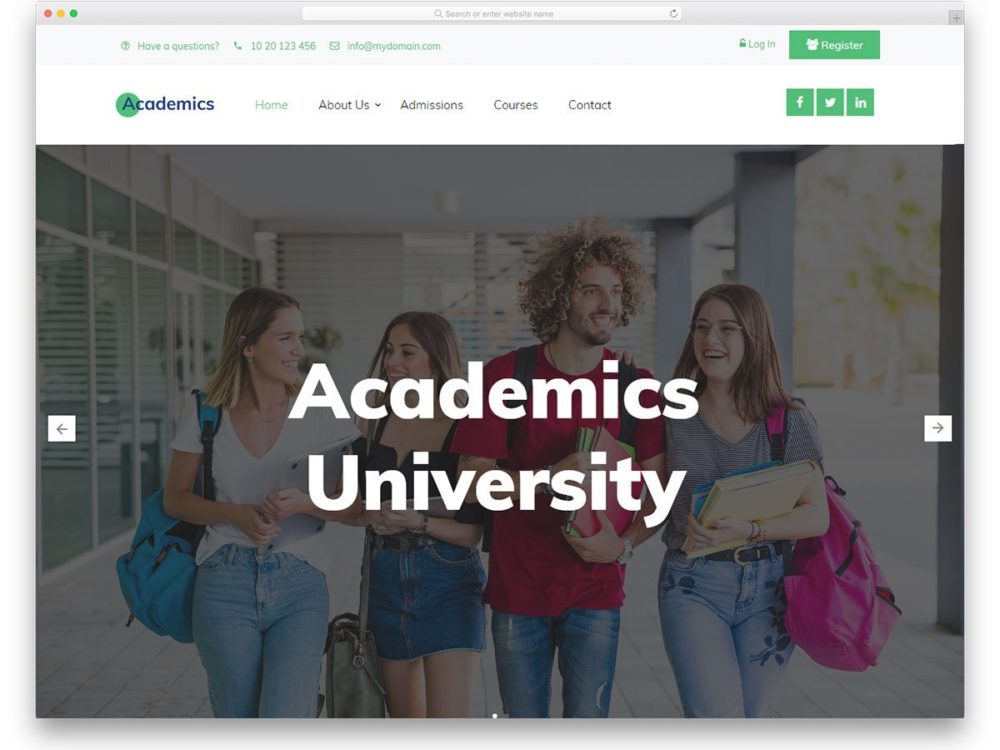 Search or enter website name
Have a questions? 10 20 123 456 info@mydomain.com Log In Register
Academics Home About Us Admissions Courses Contact
Academics
University